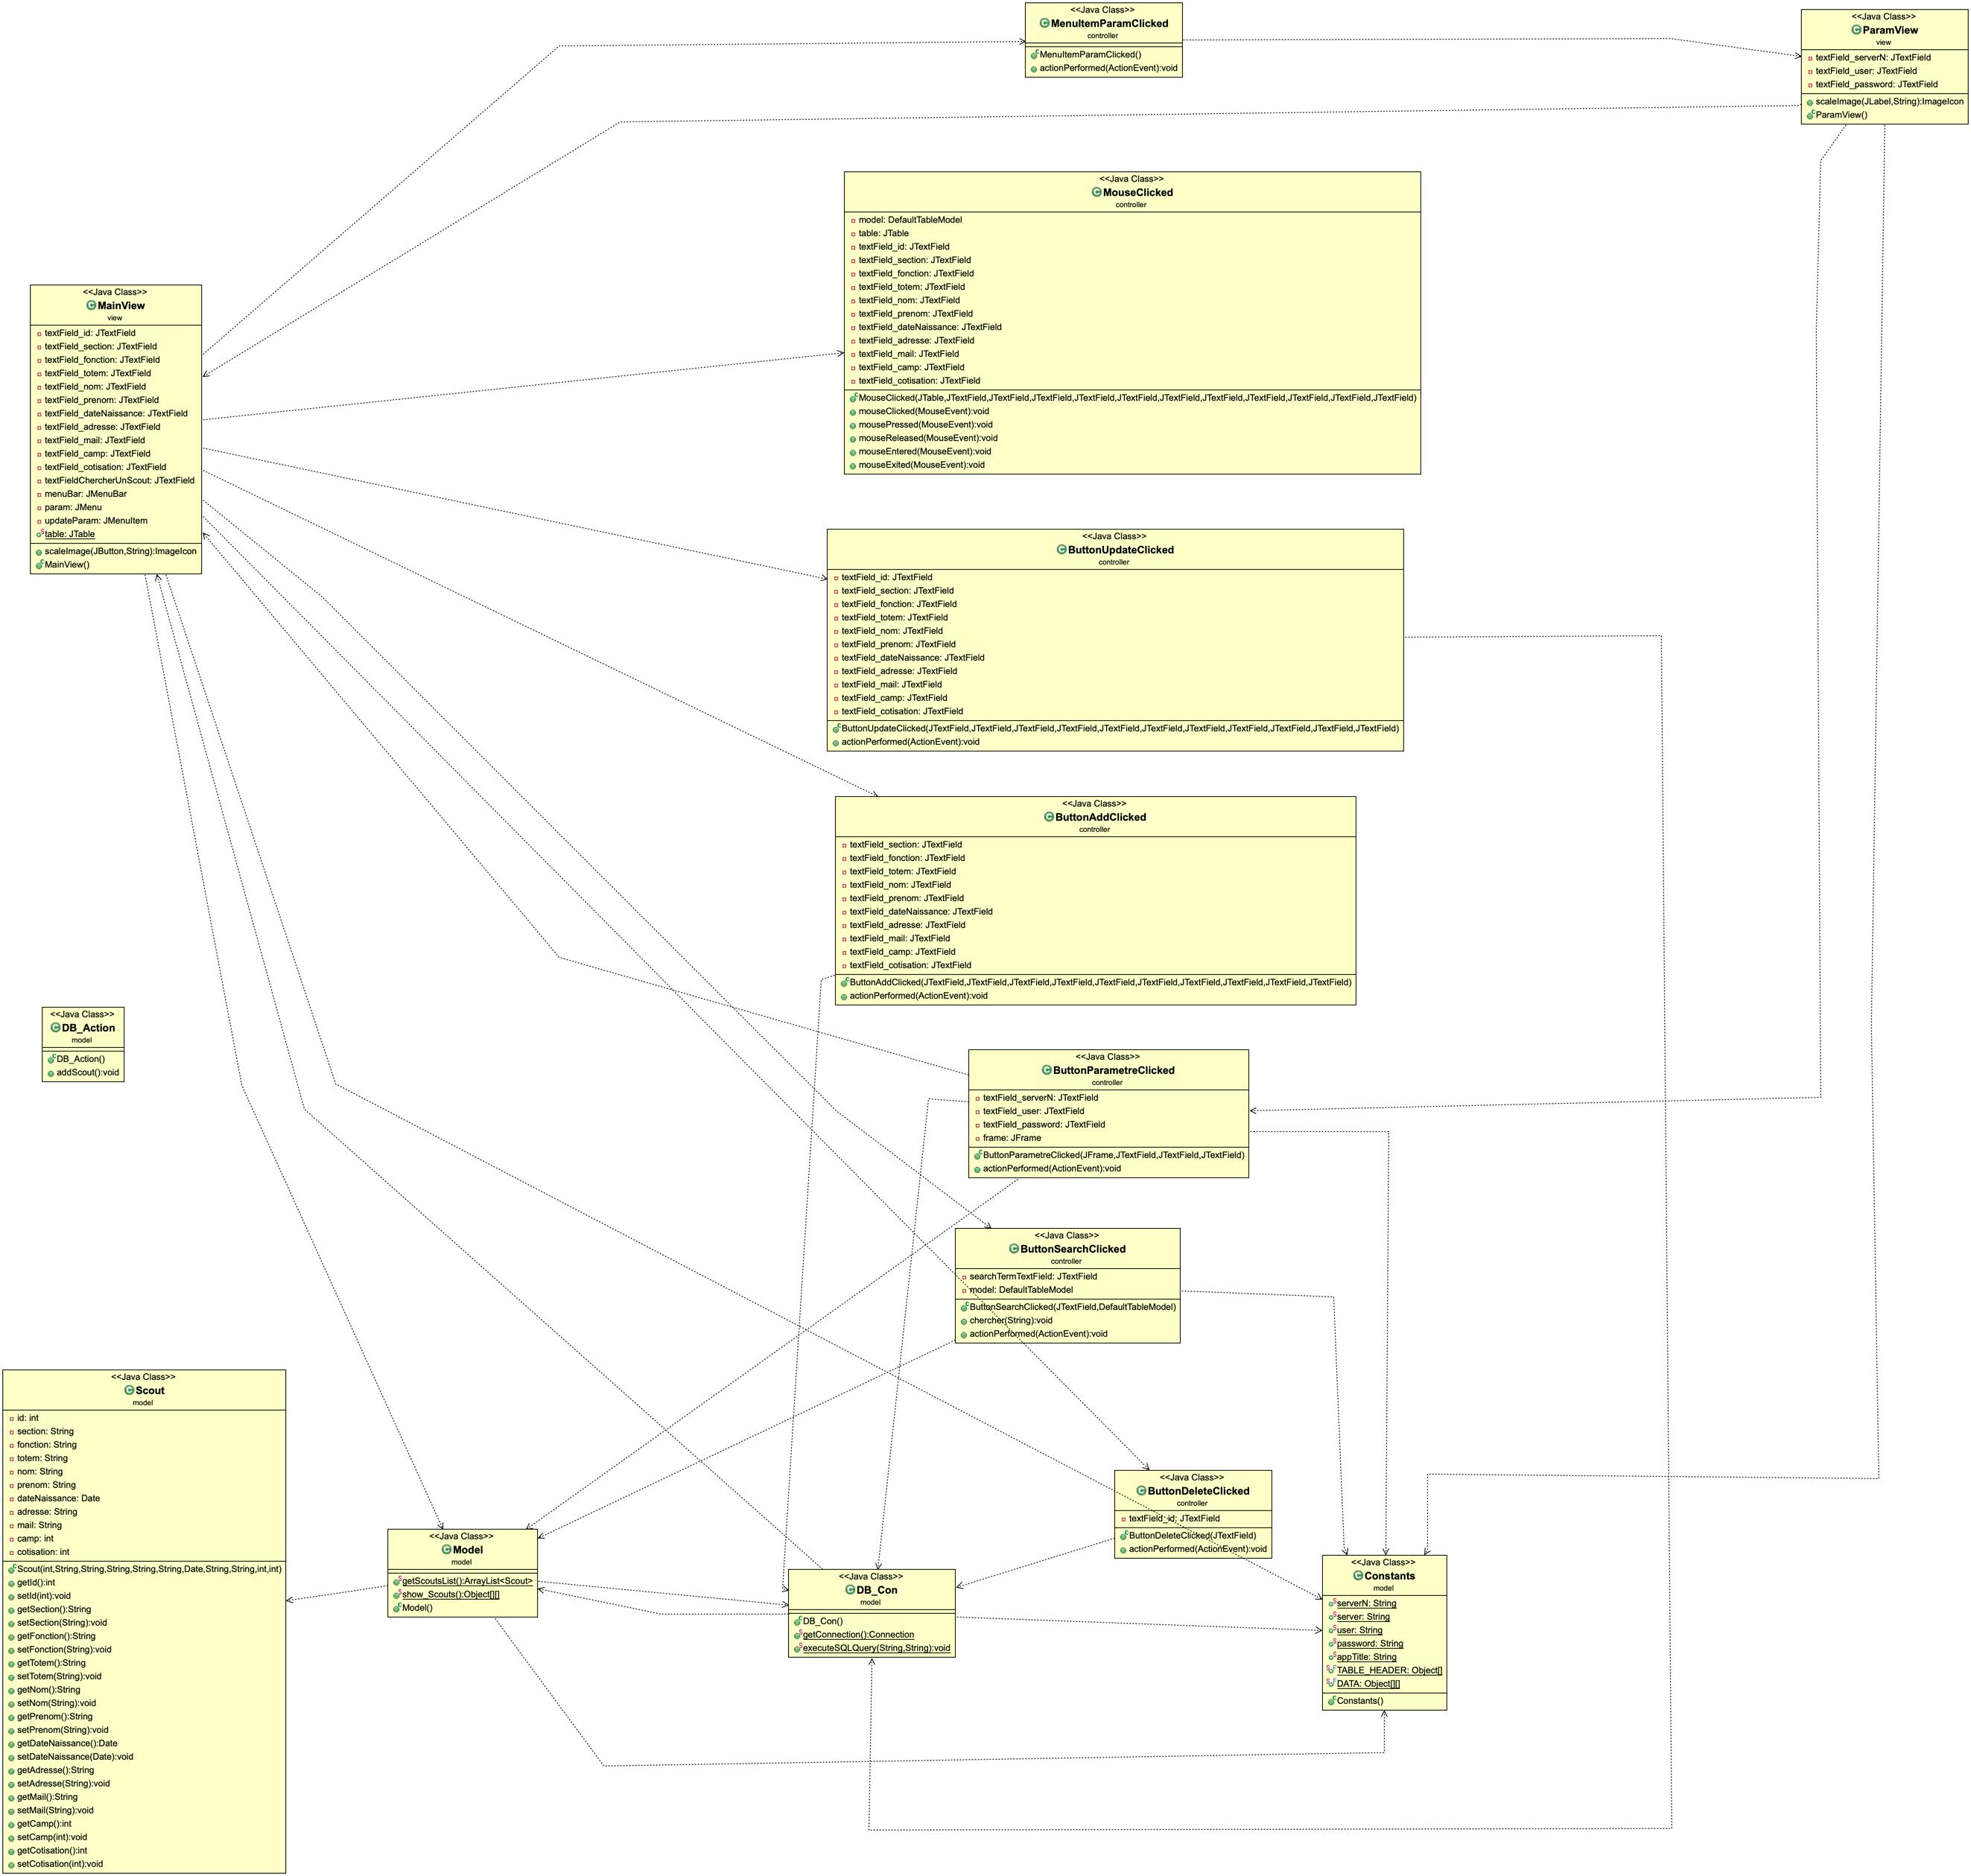 <<Java Class>>
MenuItemParamClicked
controller
MenuItemParamClicked()
actionPerformed(ActionEvent):void
<<Java Class>>
ParamView
view
textField_serverN: JTextField
textField_user: JTextField
textField_password: JTextField
scaleImage(JLabel,String):ImageIcon
ParamView()
<<Java Class>>
MouseClicked
controller
model: DefaultTableModel
table: JTable
textField_id: JTextField
textField_section: JTextField
textField_fonction: JTextField
textField_totem: JTextField
textField_nom: JTextField
textField_prenom: JTextField
textField_dateNaissance: JTextField
textField_adresse: JTextField
textField_mail: JTextField
textField_camp: JTextField
textField_cotisation: JTextField
MouseClicked(JTable,JTextField,JTextField,JTextField,JTextField,JTextField,JTextField,JTextField,JTextField,JTextField,JTextField,JTextField)
mouseClicked(MouseEvent):void
mousePressed(MouseEvent):void
mouseReleased(MouseEvent):void
mouseEntered(MouseEvent):void
mouseExited(MouseEvent):void
<<Java Class>>
MainView
view
textField_id: JTextField
textField_section: JTextField
textField_fonction: JTextField
textField_totem: JTextField
textField_nom: JTextField
textField_prenom: JTextField
textField_dateNaissance: JTextField
textField_adresse: JTextField
textField_mail: JTextField
textField_camp: JTextField
textField_cotisation: JTextField
textFieldChercherUnScout: JTextField
menuBar: JMenuBar
param: JMenu
updateParam: JMenuItem
table: JTable
scaleImage(JButton,String):ImageIcon
MainView()
<<Java Class>>
ButtonUpdateClicked
controller
textField_id: JTextField
textField_section: JTextField
textField_fonction: JTextField
textField_totem: JTextField
textField_nom: JTextField
textField_prenom: JTextField
textField_dateNaissance: JTextField
textField_adresse: JTextField
textField_mail: JTextField
textField_camp: JTextField
textField_cotisation: JTextField
ButtonUpdateClicked(JTextField,JTextField,JTextField,JTextField,JTextField,JTextField,JTextField,JTextField,JTextField,JTextField,JTextField)
actionPerformed(ActionEvent):void
<<Java Class>>
ButtonAddClicked
controller
textField_section: JTextField
textField_fonction: JTextField
textField_totem: JTextField
textField_nom: JTextField
textField_prenom: JTextField
textField_dateNaissance: JTextField
textField_adresse: JTextField
textField_mail: JTextField
textField_camp: JTextField
textField_cotisation: JTextField
ButtonAddClicked(JTextField,JTextField,JTextField,JTextField,JTextField,JTextField,JTextField,JTextField,JTextField,JTextField)
actionPerformed(ActionEvent):void
<<Java Class>>
DB_Action
model
DB_Action()
addScout():void
<<Java Class>>
ButtonParametreClicked
controller
textField_serverN: JTextField
textField_user: JTextField
textField_password: JTextField
frame: JFrame
ButtonParametreClicked(JFrame,JTextField,JTextField,JTextField)
actionPerformed(ActionEvent):void
<<Java Class>>
ButtonSearchClicked
controller
searchTermTextField: JTextField
model: DefaultTableModel
ButtonSearchClicked(JTextField,DefaultTableModel)
chercher(String):void
actionPerformed(ActionEvent):void
<<Java Class>>
Scout
model
id: int
section: String
fonction: String
totem: String
nom: String
prenom: String
dateNaissance: Date
adresse: String
mail: String
camp: int
cotisation: int
Scout(int,String,String,String,String,String,Date,String,String,int,int)
getId():int
setId(int):void
getSection():String
setSection(String):void
getFonction():String
setFonction(String):void
getTotem():String
setTotem(String):void
getNom():String
setNom(String):void
getPrenom():String
setPrenom(String):void
getDateNaissance():Date
setDateNaissance(Date):void
getAdresse():String
setAdresse(String):void
getMail():String
setMail(String):void
getCamp():int
setCamp(int):void
getCotisation():int
setCotisation(int):void
<<Java Class>>
ButtonDeleteClicked
controller
textField_id: JTextField
ButtonDeleteClicked(JTextField)
actionPerformed(ActionEvent):void
<<Java Class>>
Model
model
getScoutsList():ArrayList<Scout>
show_Scouts():Object[][]
Model()
<<Java Class>>
DB_Con
model
DB_Con()
getConnection():Connection
executeSQLQuery(String,String):void
<<Java Class>>
Constants
model
serverN: String
server: String
user: String
password: String
appTitle: String
TABLE_HEADER: Object[]
DATA: Object[][]
Constants()